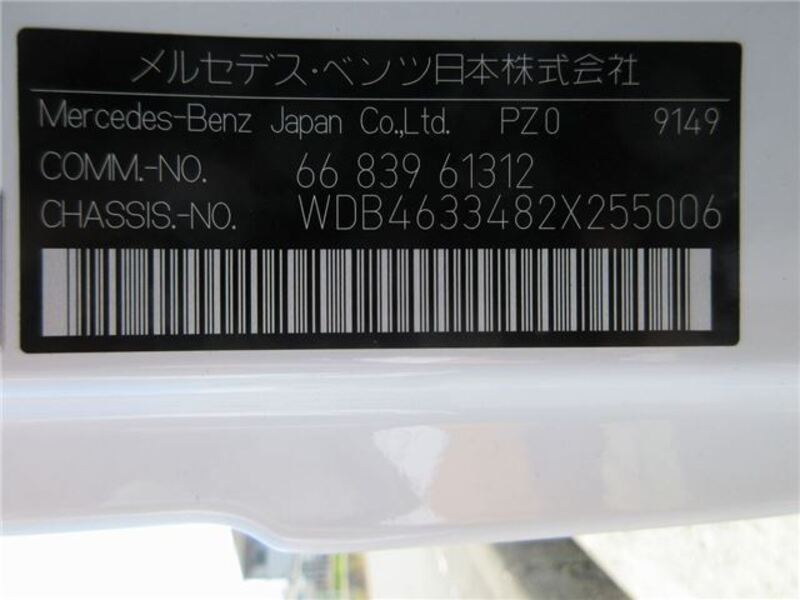 メルセデス・ベンツ日本株式会社
Mercedes-Benz Japan Co.,Ltd. PZ0 9149
COMM.-NO. 66 839 61312
CHASSIS.-NO. WDB4633482X255006